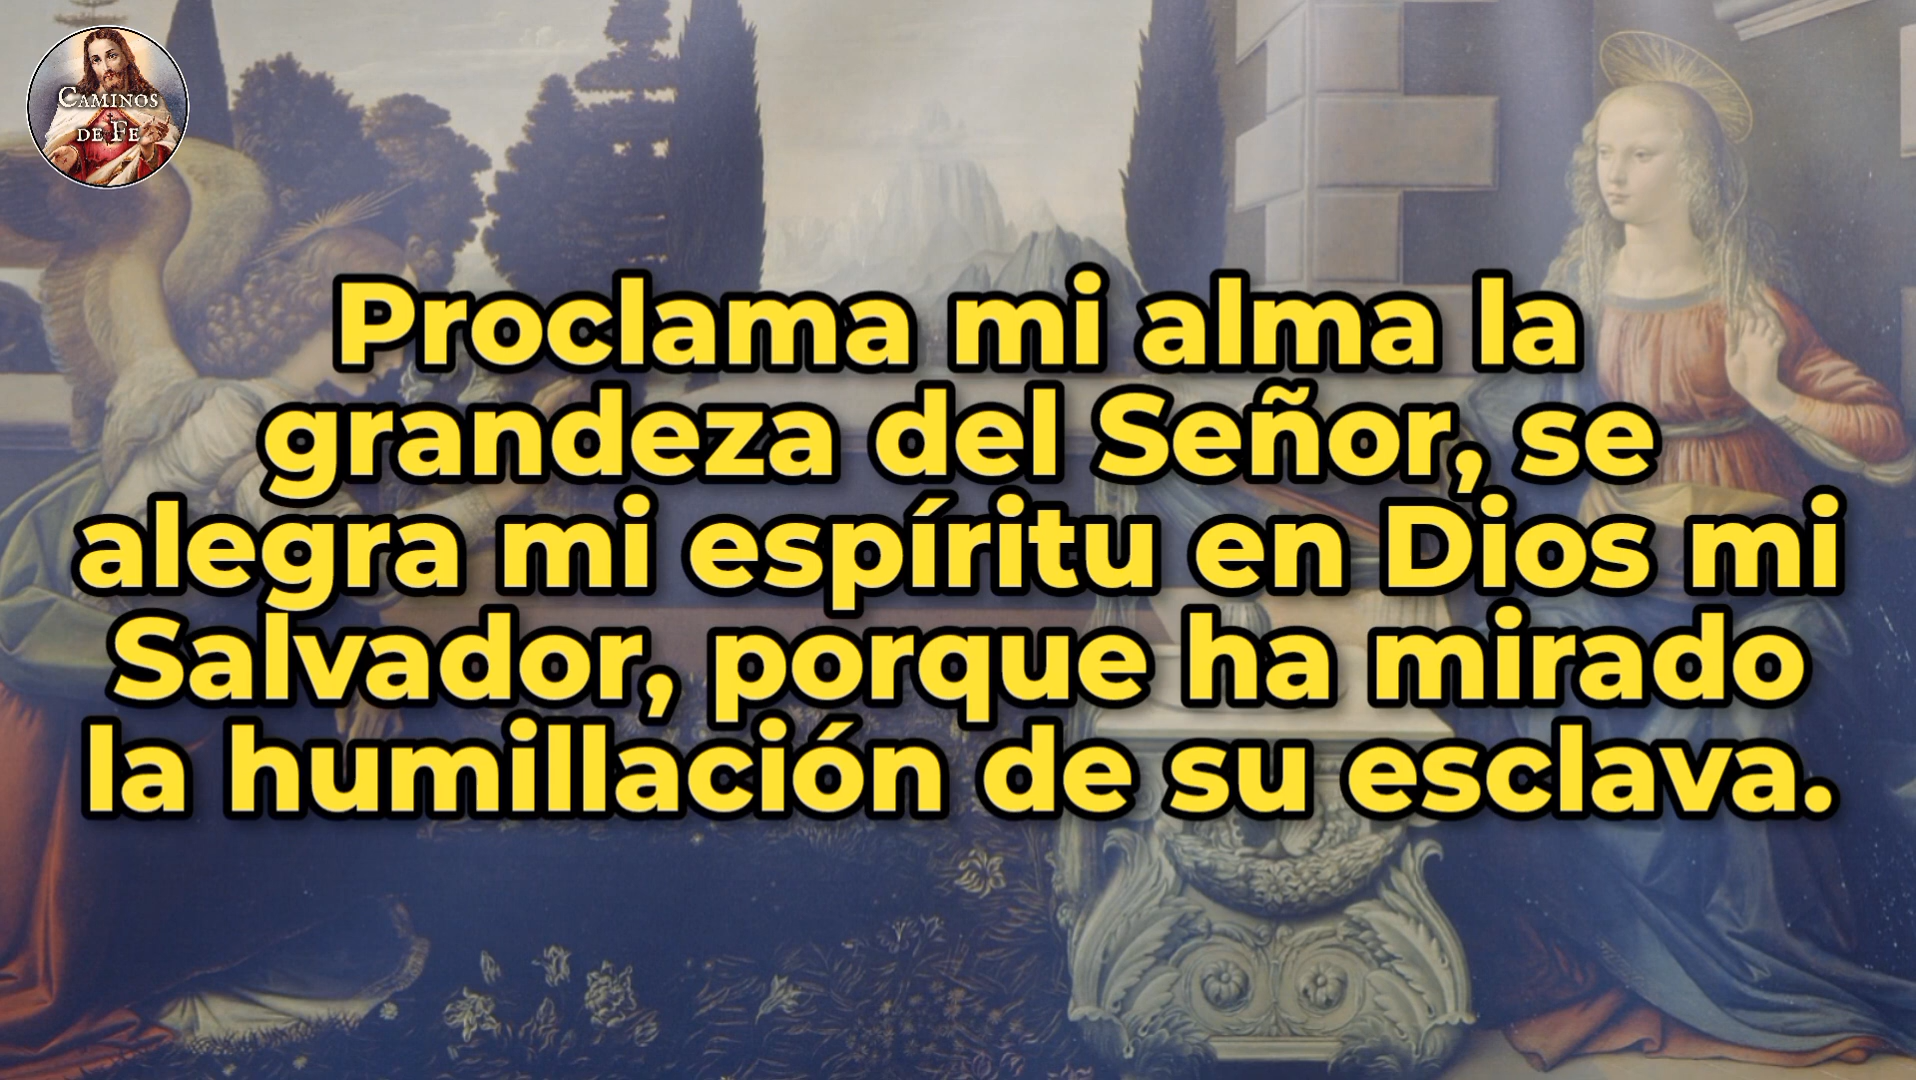 CAMINOS
DE FE
Proclama mi alma la
grandeza del Señor, se
alegra mi espíritu en Dios mi
Salvador, porque ha mirado
la humillación de su esclava.